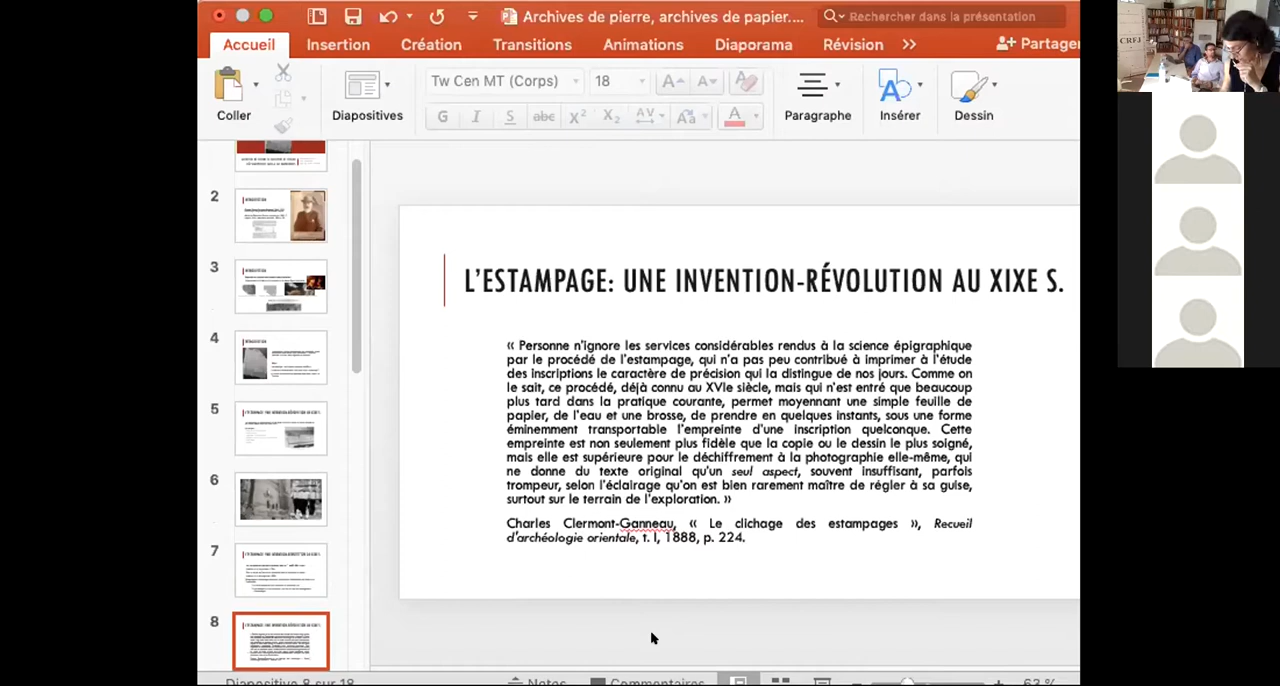 Archives de pierre, archives de papier....
Rechercher dans la présentation
Accueil
Insertion
Création
Transitions
Animations
Diaporama
Révision
Partager
Coller
Diapositives
Tw Cen MT (Corps)
18
Paragraphe
Insérer
Dessin
2
3
4
5
6
7
8
L'ESTAMPAGE: UNE INVENTION-RÉVOLUTION AU XIXE S.
« Personne n'ignore les services considérables rendus à la science épigraphique
par le procédé de l'estampage, qui n'a pas peu contribué à imprimer à l'étude
des inscriptions le caractère de précision qui la distingue de nos jours. Comme on
le sait, ce procédé, déjà connu au XVIe siècle, mais qui n'est entré que beaucoup
plus tard dans la pratique courante, permet moyennant une simple feuille de
papier, de l'eau et une brosse, de prendre en quelques instants, sous une forme
éminemment transportable l'empreinte d'une inscription quelconque. Cette
empreinte est non seulement plus fidèle que la copie ou le dessin le plus soigné,
mais elle est supérieure pour le déchiffrement à la photographie elle-même, qui
ne donne du texte original qu'un seul aspect, souvent insuffisant, parfois
trompeur, selon l'éclairage qu'on est bien rarement maître de régler à sa guise,
surtout sur le terrain de l'exploration. »
Charles Clermont-Ganneau, « Le clichage des estampages », Recueil
d'archéologie orientale, t. I, 1888, p. 224.
Diapositive 8 sur 18
Notes
Commentaires
63 %
CRFJ